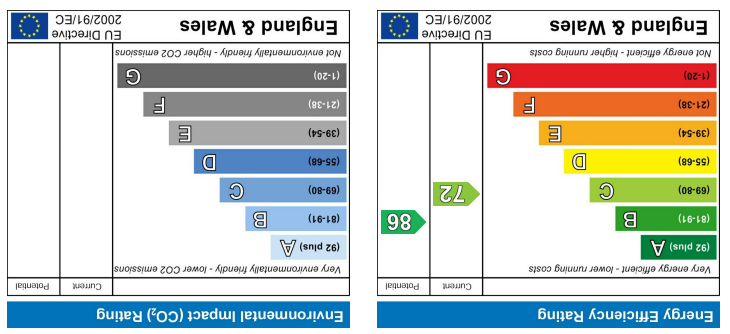 Energy Efficiency Rating
Current Potential
Very energy efficient - lower running costs
(92 plus) A
(81-91) B
86
(69-80) C
72
(55-68) D
(39-54) E
(21-38) F
(1-20) G
Not energy efficient - higher running costs
England & Wales
EU Directive
2002/91/EC
Environmental Impact (CO₂) Rating
Current Potential
Very environmentally friendly - lower CO2 emissions
(92 plus) A
(81-91) B
(69-80) C
(55-68) D
(39-54) E
(21-38) F
(1-20) G
Not environmentally friendly - higher CO2 emissions
England & Wales
EU Directive
2002/91/EC